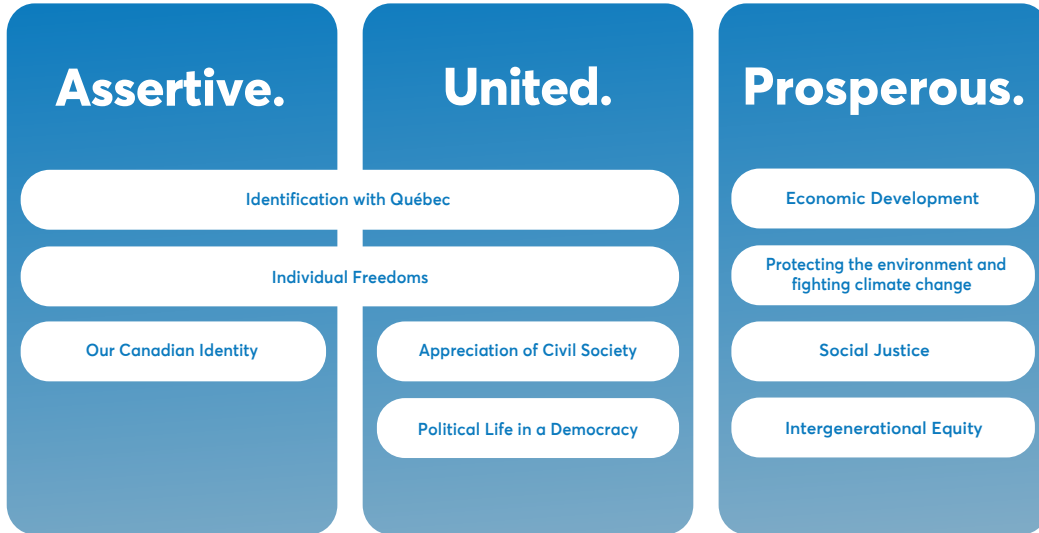 Assertive.
United.
Prosperous.
Identification with Québec
Individual Freedoms
Our Canadian Identity
Appreciation of Civil Society
Political Life in a Democracy
Economic Development
Protecting the environment and
fighting climate change
Social Justice
Intergenerational Equity